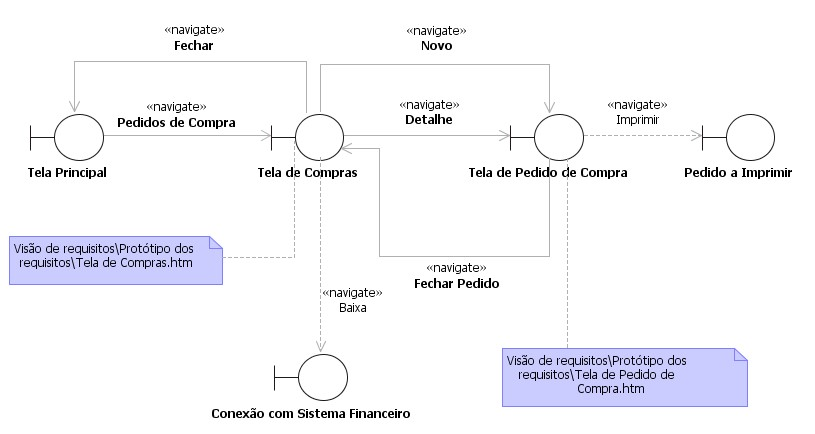 «navigate»
Fechar
«navigate»
Novo
«navigate»
Pedidos de Compra
«navigate»
Detalhe
«navigate»
Imprimir
Tela Principal
Tela de Compras
Tela de Pedido de Compra
Pedido a Imprimir
Visão de requisitos\Protótipo dos
requisitos\Tela de Compras.htm
«navigate»
Fechar Pedido
«navigate»
Baixa
Visão de requisitos\Protótipo dos
requisitos\Tela de Pedido de
Compra.htm
Conexão com Sistema Financeiro